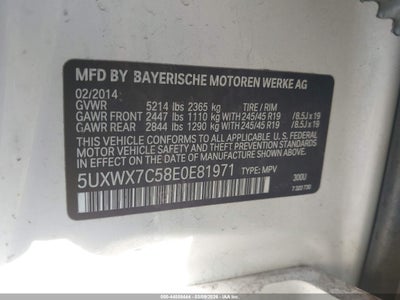 MFD BY BAYERISCHE MOTOREN WERKE AG
02/2014
GVWR 5214 lbs 2365 kg TIRE / RIM
GAWR FRONT 2447 lbs 1110 kg / WITH 245/45 R19 / 8.5J x 19
GAWR REAR 2844 lbs 1290 kg / WITH 245/45 R19 / 8.5J x 19
THIS VEHICLE CONFORMS TO ALL APPLICABLE U.S. FEDERAL
MOTOR VEHICLE SAFETY STANDARDS IN EFFECT ON THE
DATE OF MANUFACTURE SHOWN ABOVE.
5UXWX7C58E0E81971 TYPE: MPV
300U